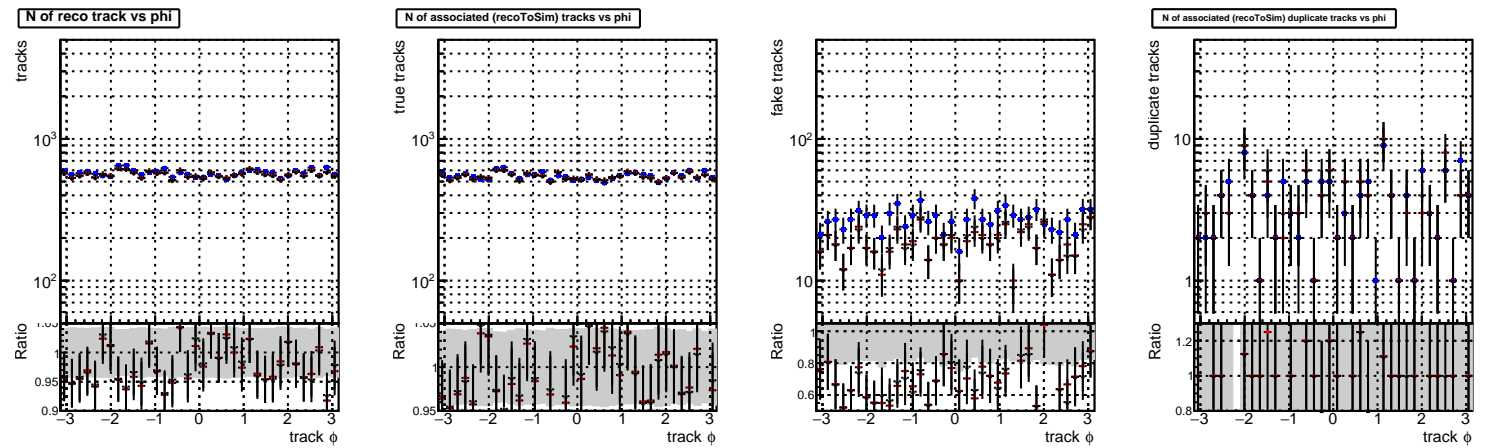 N of reco track vs phi
tracks
10³
10²
Ratio
1
0.95
0.9
−3 −2 −1 0 1 2 3
track ϕ
N of associated (recoToSim) tracks vs phi
true tracks
10³
10²
Ratio
1
0.95
−3 −2 −1 0 1 2 3
track ϕ
fake tracks
10²
10
Ratio
1
0.8
0.6
−3 −2 −1 0 1 2 3
track ϕ
N of associated (recoToSim) duplicate tracks vs phi
duplicate tracks
10
1
Ratio
1.2
1
0.8
−3 −2 −1 0 1 2 3
track ϕ